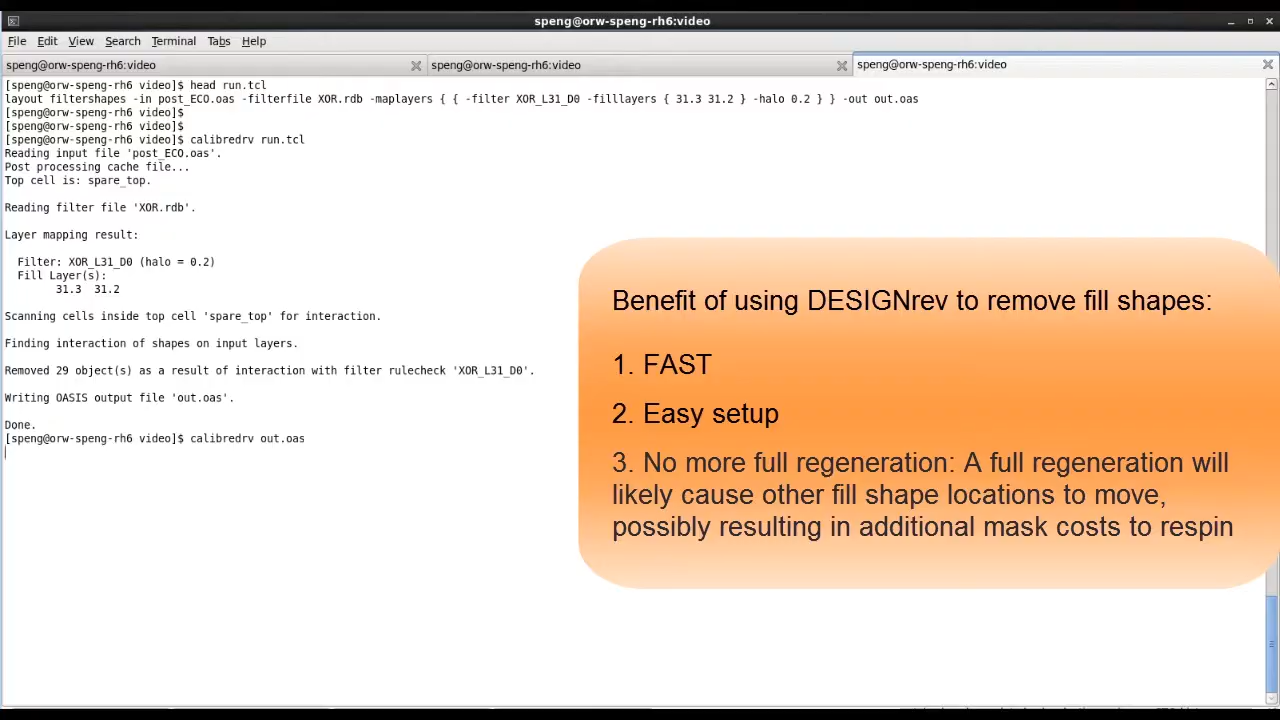 speng@orw-speng-rh6:video
File Edit View Search Terminal Tabs Help
speng@orw-speng-rh6:video speng@orw-speng-rh6:video speng@orw-speng-rh6:video
[speng@orw-speng-rh6 video]$ head run.tcl
layout filtershapes -in post_ECO.oas -filterfile XOR.rdb -maplayers { { -filter XOR_L31_D0 -filllayers { 31.3 31.2 } -halo 0.2 } } -out out.oas
[speng@orw-speng-rh6 video]$
[speng@orw-speng-rh6 video]$
[speng@orw-speng-rh6 video]$ calibredrv run.tcl
Reading input file 'post_ECO.oas'.
Post processing cache file...
Top cell is: spare_top.
Reading filter file 'XOR.rdb'.
Layer mapping result:
Filter: XOR_L31_D0 (halo = 0.2)
Fill Layer(s):
31.3 31.2
Scanning cells inside top cell 'spare_top' for interaction.
Finding interaction of shapes on input layers.
Removed 29 object(s) as a result of interaction with filter rulecheck 'XOR_L31_D0'.
Writing OASIS output file 'out.oas'.
Done.
[speng@orw-speng-rh6 video]$ calibredrv out.oas
Benefit of using DESIGNrev to remove fill shapes:
1. FAST
2. Easy setup
3. No more full regeneration: A full regeneration will
likely cause other fill shape locations to move,
possibly resulting in additional mask costs to respin